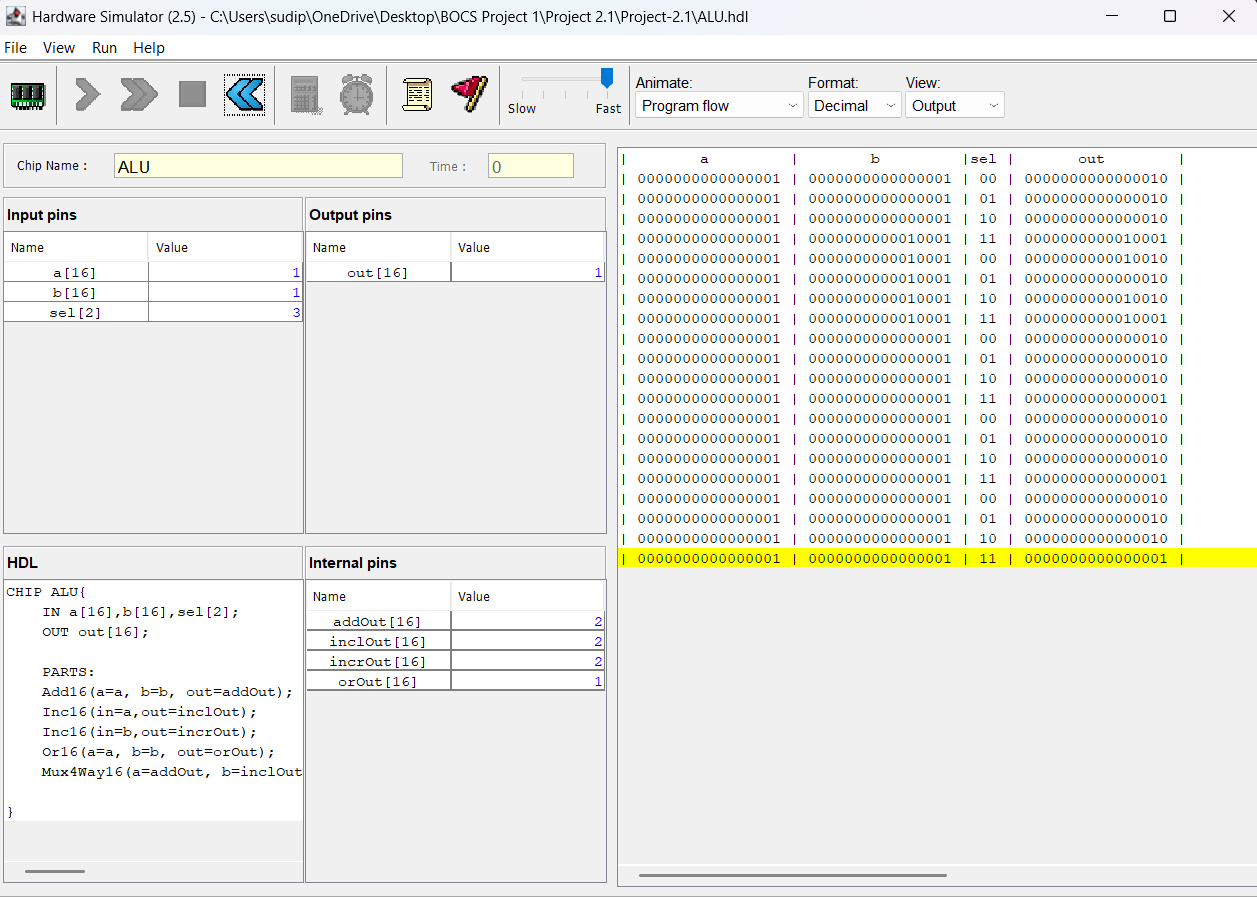 Hardware Simulator (2.5) - C:\Users\sudip\OneDrive\Desktop\BOCS Project 1\Project 2.1\Project-2.1\ALU.hdl
File View Run Help
Slow Fast
Animate: Format: View:
Program flow Decimal Output
Chip Name : ALU Time : 0
Input pins
Name Value
a[16] 1
b[16] 1
sel[2] 3
Output pins
Name Value
out[16] 1
HDL
CHIP ALU{
IN a[16],b[16],sel[2];
OUT out[16];
PARTS:
Add16(a=a, b=b, out=addOut);
Inc16(in=a,out=inclOut);
Inc16(in=b,out=incrOut);
Or16(a=a, b=b, out=orOut);
Mux4Way16(a=addOut, b=inclOut
}
Internal pins
Name Value
addOut[16] 2
inclOut[16] 2
incrOut[16] 2
orOut[16] 1
| a | b |sel | out |
| 0000000000000001 | 0000000000000001 | 00 | 0000000000000010 |
| 0000000000000001 | 0000000000000001 | 01 | 0000000000000010 |
| 0000000000000001 | 0000000000000001 | 10 | 0000000000000010 |
| 0000000000000001 | 0000000000010001 | 11 | 0000000000010001 |
| 0000000000000001 | 0000000000010001 | 00 | 0000000000010010 |
| 0000000000000001 | 0000000000010001 | 01 | 0000000000000010 |
| 0000000000000001 | 0000000000010001 | 10 | 0000000000010010 |
| 0000000000000001 | 0000000000010001 | 11 | 0000000000010001 |
| 0000000000000001 | 0000000000000001 | 00 | 0000000000000010 |
| 0000000000000001 | 0000000000000001 | 01 | 0000000000000010 |
| 0000000000000001 | 0000000000000001 | 10 | 0000000000000010 |
| 0000000000000001 | 0000000000000001 | 11 | 0000000000000001 |
| 0000000000000001 | 0000000000000001 | 00 | 0000000000000010 |
| 0000000000000001 | 0000000000000001 | 01 | 0000000000000010 |
| 0000000000000001 | 0000000000000001 | 10 | 0000000000000010 |
| 0000000000000001 | 0000000000000001 | 11 | 0000000000000001 |
| 0000000000000001 | 0000000000000001 | 00 | 0000000000000010 |
| 0000000000000001 | 0000000000000001 | 01 | 0000000000000010 |
| 0000000000000001 | 0000000000000001 | 10 | 0000000000000010 |
| 0000000000000001 | 0000000000000001 | 11 | 0000000000000001 |